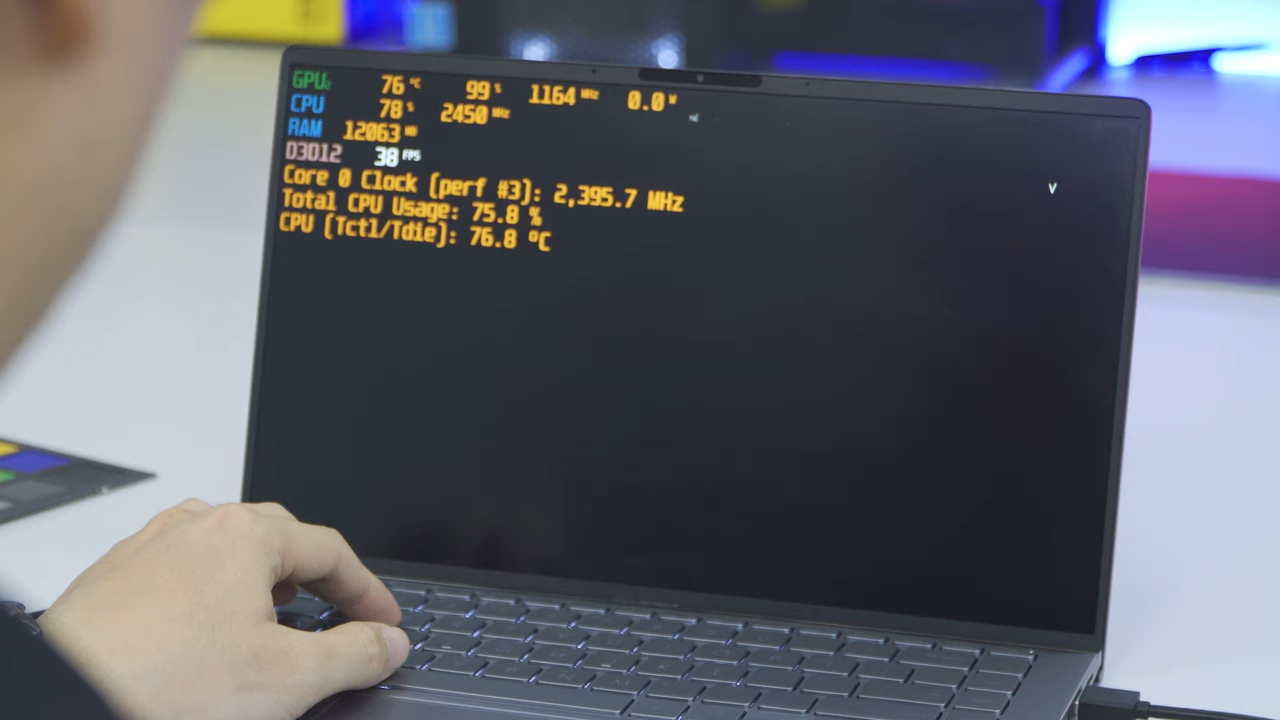 GPU2 76 °C 99 % 1164 MHz 0.0 W
CPU 78 % 2450 MHz
RAM 12063 MB
D3D12 38 FPS
Core 0 Clock (perf #3): 2,395.7 MHz
Total CPU Usage: 75.8 %
CPU (Tctl/Tdie): 76.8 °C